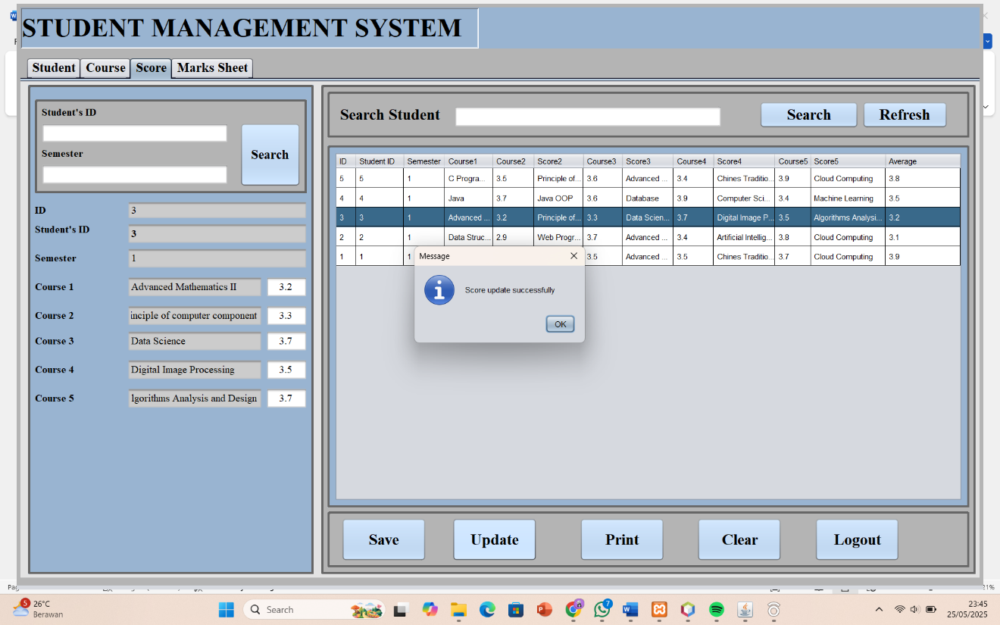 STUDENT MANAGEMENT SYSTEM
Student Course Score Marks Sheet
Student's ID
Semester
Search
ID 3
Student's ID 3
Semester 1
Course 1 Advanced Mathematics II 3.2
Course 2 inciple of computer component 3.3
Course 3 Data Science 3.7
Course 4 Digital Image Processing 3.5
Course 5 lgorithms Analysis and Design 3.7
Search Student Search Refresh
ID Student ID Semester Course1 Course2 Score2 Course3 Score3 Course4 Score4 Course5 Score5 Average
5 5 1 C Progra... 3.5 Principle of... 3.6 Advanced ... 3.4 Chines Traditio... 3.9 Cloud Computing 3.8
4 4 1 Java 3.7 Java OOP 3.6 Database 3.9 Computer Sci... 3.4 Machine Learning 3.5
3 3 1 Advanced ... 3.2 Principle of... 3.3 Data Scien... 3.7 Digital Image P... 3.5 Algorithms Analysi... 3.2
2 2 1 Data Struc... 2.9 Web Progr... 3.7 Advanced ... 3.4 Artificial Intellig... 3.8 Cloud Computing 3.1
1 1 1 3.5 Advanced ... 3.5 Chines Traditio... 3.7 Cloud Computing 3.9
Message
Score update successfully
OK
Save Update Print Clear Logout
5 26°C
Berawan
Search
7
23:45
25/05/2025